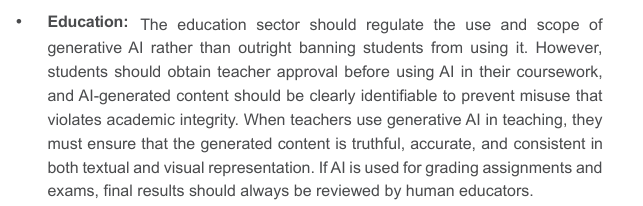 • Education: The education sector should regulate the use and scope of
generative AI rather than outright banning students from using it. However,
students should obtain teacher approval before using AI in their coursework,
and AI-generated content should be clearly identifiable to prevent misuse that
violates academic integrity. When teachers use generative AI in teaching, they
must ensure that the generated content is truthful, accurate, and consistent in
both textual and visual representation. If AI is used for grading assignments and
exams, final results should always be reviewed by human educators.